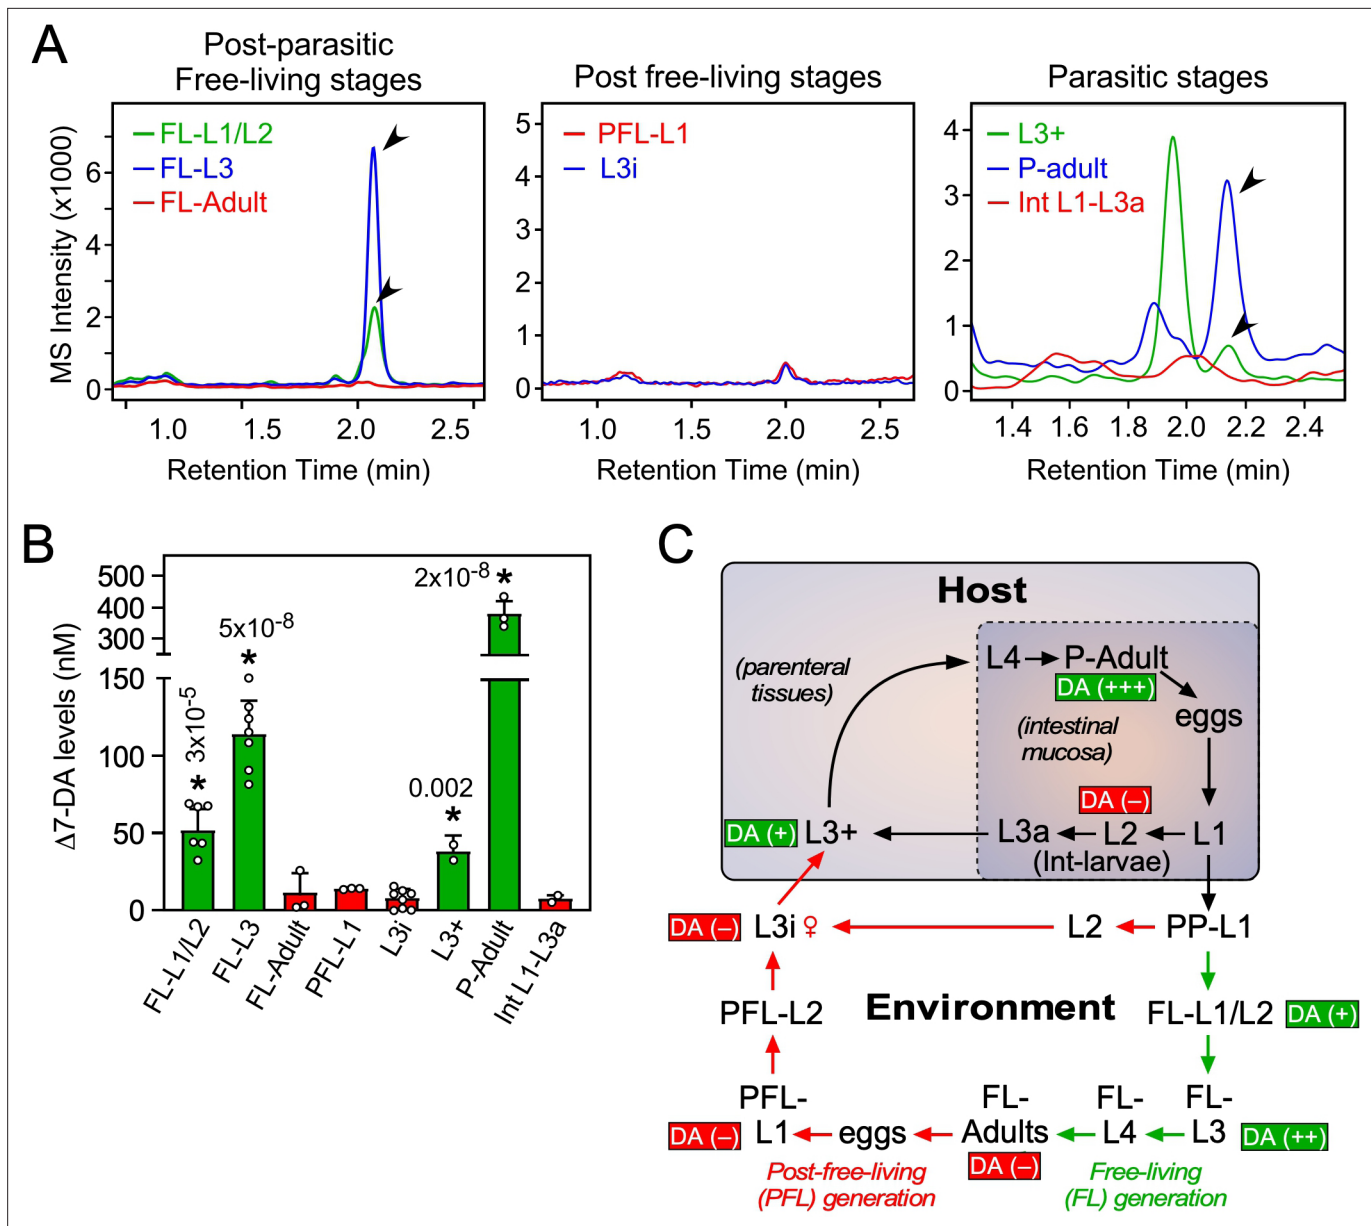 A
Post-parasitic
Free-living stages
Post free-living stages
Parasitic stages
FL-L1/L2
FL-L3
FL-Adult
PFL-L1
L3i
L3+
P-adult
Int L1-L3a
MS Intensity (x1000)
6
4
2
0
5
4
3
2
1
0
4
3
2
1
0
1.0 1.5 2.0 2.5
1.0 1.5 2.0 2.5
1.4 1.6 1.8 2.0 2.2 2.4
Retention Time (min)
Retention Time (min)
Retention Time (min)
B
Δ7-DA levels (nM)
500
400
300
150
100
50
0
3x10-5
*
5x10-8
*
0.002
*
2x10-8
*
FL-L1/L2
FL-L3
FL-Adult
PFL-L1
L3i
L3+
P-Adult
Int L1-L3a
C
Host
(parenteral
tissues)
L4
P-Adult
DA (+++)
eggs
(intestinal
mucosa)
DA (–)
DA (+) L3+
L3a
L2
L1
(Int-larvae)
DA (–) L3i ♀
L2
PP-L1
PFL-L2
Environment
FL-L1/L2
DA (+)
PFL-
L1
DA (–)
eggs
FL-
Adults
DA (–)
FL-
L4
FL-
L3
DA (++)
Post-free-living
(PFL) generation
Free-living
(FL) generation